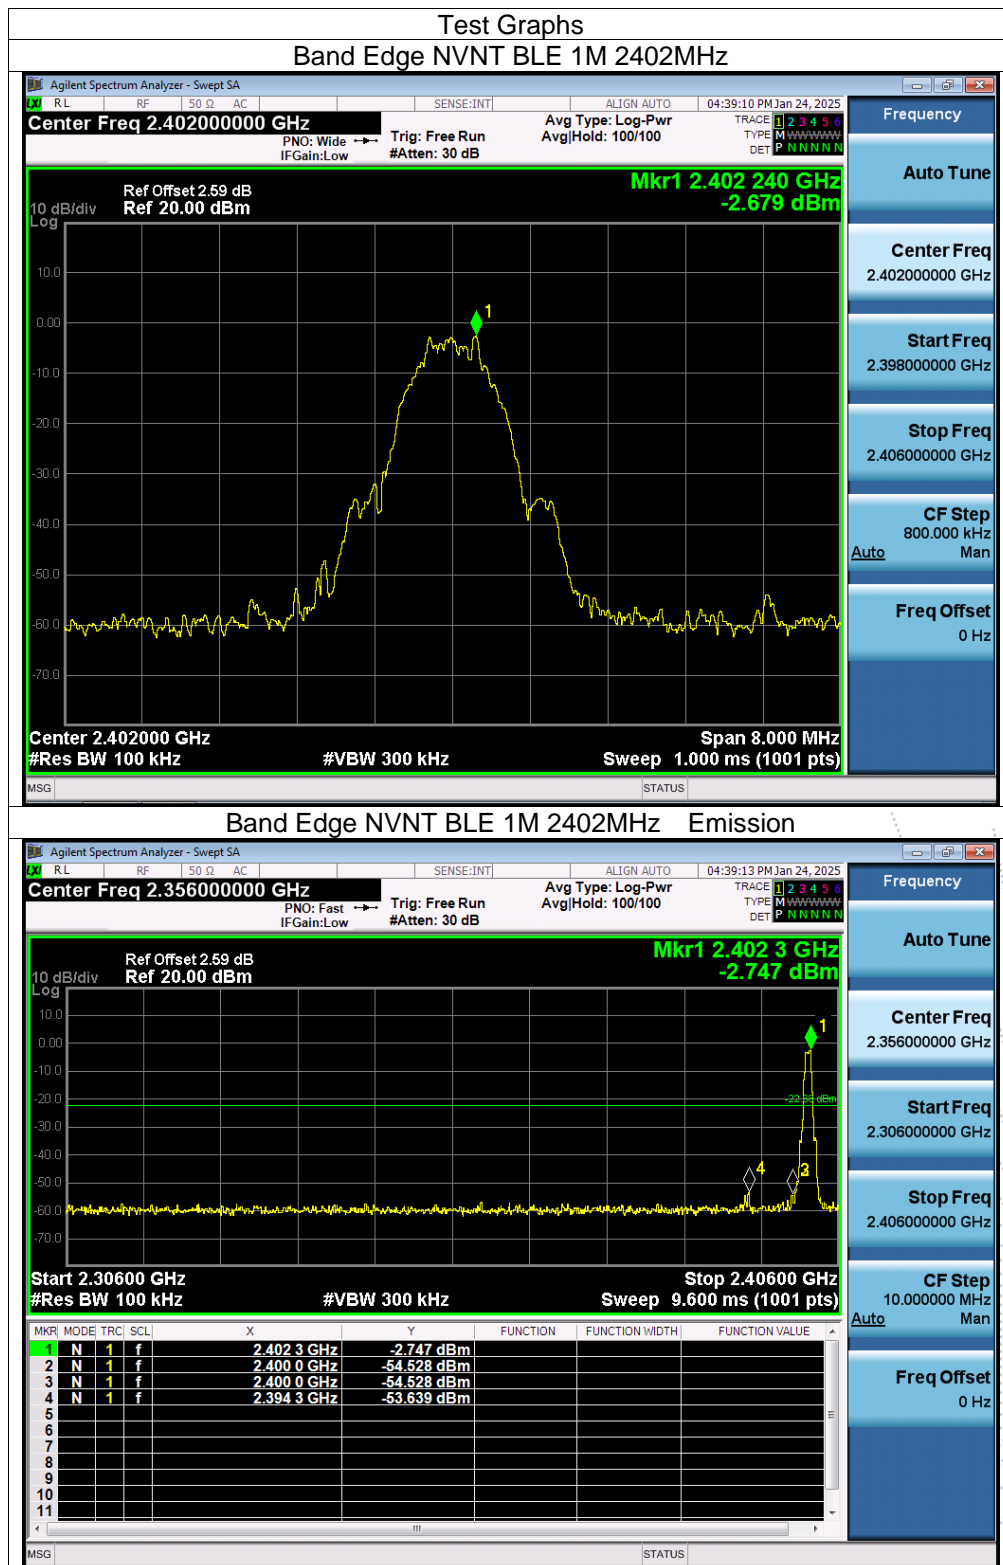 Test Graphs
Band Edge NVNT BLE 1M 2402MHz
Agilent Spectrum Analyzer - Swept SA
LXI RL RF 50 Ω AC SENSE:INT ALIGN AUTO 04:39:10 PM Jan 24, 2025
Center Freq 2.402000000 GHz
PNO: Wide
IFGain:Low
Trig: Free Run
#Atten: 30 dB
Avg Type: Log-Pwr
Avg|Hold: 100/100
TRACE 1 2 3 4 5 6
TYPE M WWWWW
DET P N N N N N
Ref Offset 2.59 dB
Ref 20.00 dBm
10 dB/div
Log
Mkr1 2.402 240 GHz
-2.679 dBm
1
10.0
0.00
-10.0
-20.0
-30.0
-40.0
-50.0
-60.0
-70.0
Center 2.402000 GHz
Span 8.000 MHz
#Res BW 100 kHz
#VBW 300 kHz
Sweep 1.000 ms (1001 pts)
MSG
STATUS
Frequency
Auto Tune
Center Freq
2.402000000 GHz
Start Freq
2.398000000 GHz
Stop Freq
2.406000000 GHz
CF Step
800.000 kHz
Auto Man
Freq Offset
0 Hz
Band Edge NVNT BLE 1M 2402MHz Emission
Agilent Spectrum Analyzer - Swept SA
LXI RL RF 50 Ω AC SENSE:INT ALIGN AUTO 04:39:13 PM Jan 24, 2025
Center Freq 2.356000000 GHz
PNO: Fast
IFGain:Low
Trig: Free Run
#Atten: 30 dB
Avg Type: Log-Pwr
Avg|Hold: 100/100
TRACE 1 2 3 4 5 6
TYPE M WWWWW
DET P N N N N N
Ref Offset 2.59 dB
Ref 20.00 dBm
10 dB/div
Log
Mkr1 2.402 3 GHz
-2.747 dBm
1
10.0
0.00
-10.0
-20.0
-22.68 dBm
-30.0
-40.0
-50.0
4
-60.0
-70.0
Start 2.30600 GHz
Stop 2.40600 GHz
#Res BW 100 kHz
#VBW 300 kHz
Sweep 9.600 ms (1001 pts)
MKR MODE TRC SCL X Y FUNCTION FUNCTION WIDTH FUNCTION VALUE
1 N 1 f 2.402 3 GHz -2.747 dBm
2 N 1 f 2.400 0 GHz -54.528 dBm
3 N 1 f 2.400 0 GHz -54.528 dBm
4 N 1 f 2.394 3 GHz -53.639 dBm
5
6
7
8
9
10
11
MSG
STATUS
Frequency
Auto Tune
Center Freq
2.356000000 GHz
Start Freq
2.306000000 GHz
Stop Freq
2.406000000 GHz
CF Step
10.000000 MHz
Auto Man
Freq Offset
0 Hz